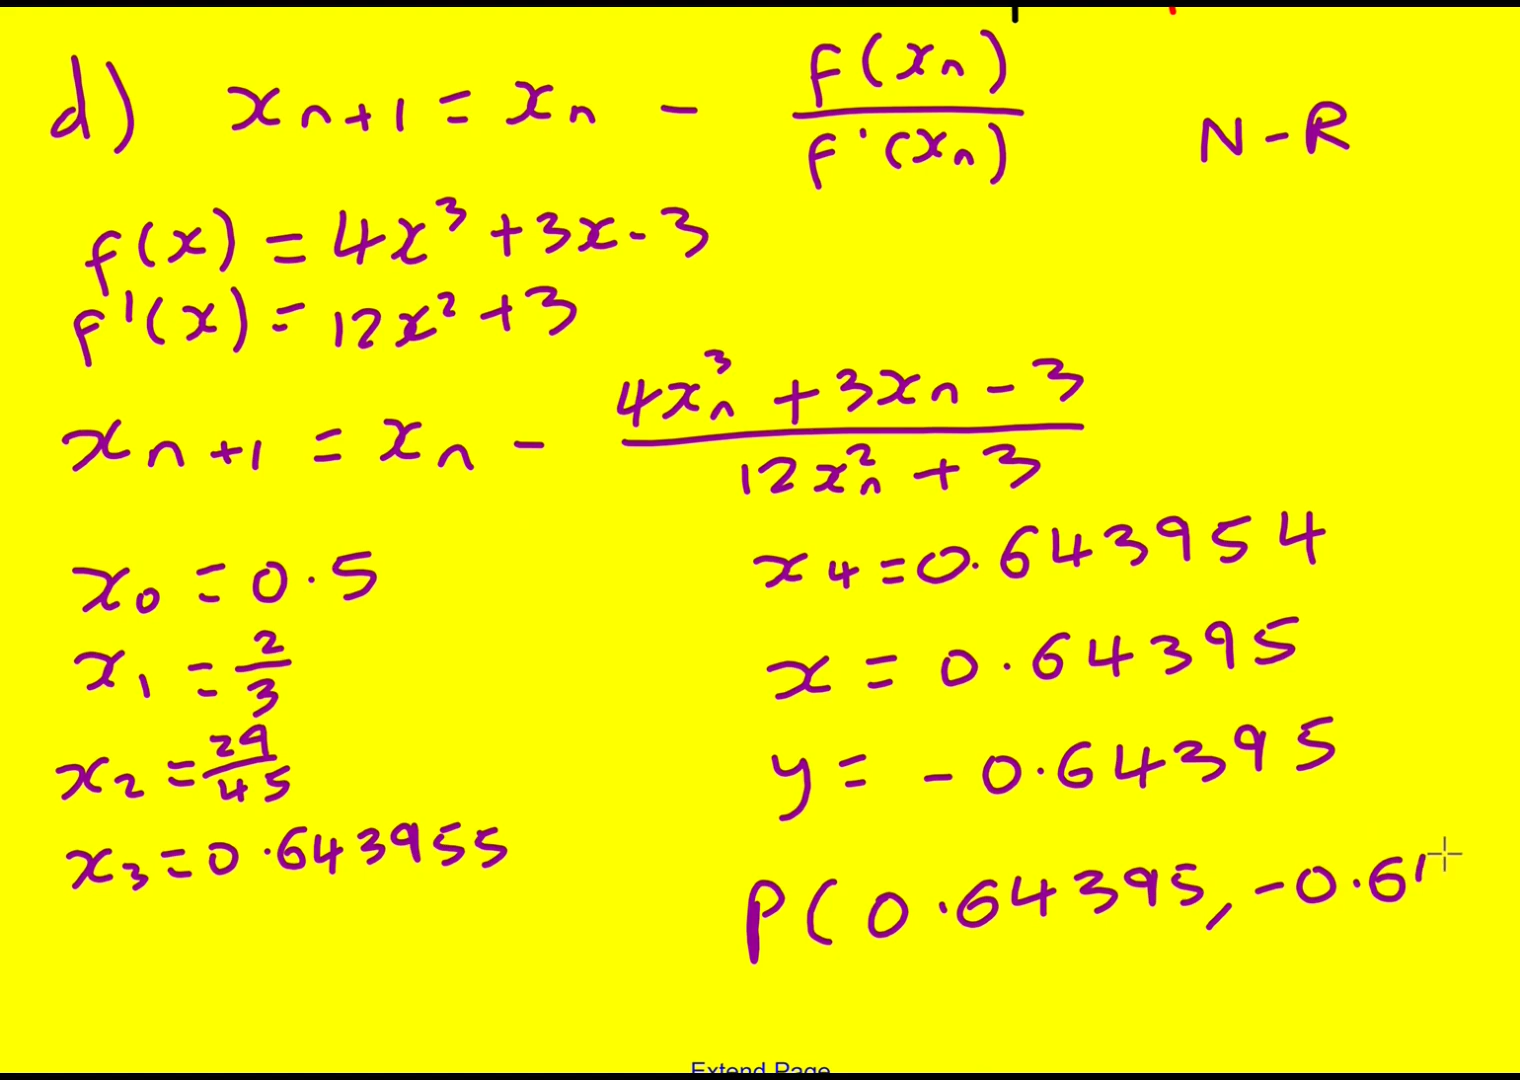 d) xₙ₊₁ = xₙ - f(xₙ) / f'(xₙ) N-R
f(x) = 4x³ + 3x - 3
f'(x) = 12x² + 3
xₙ₊₁ = xₙ - 4xₙ³ + 3xₙ - 3 / 12xₙ² + 3
x₀ = 0.5
x₁ = 2/3
x₂ = 29/45
x₃ = 0.643955
x₄ = 0.643954
x = 0.64395
y = -0.64395
P(0.64395, -0.6
Extend Page